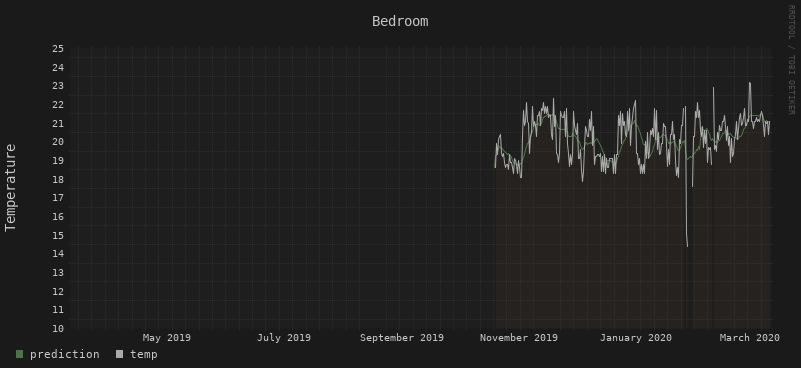 Bedroom
RRDTOOL / TOBI OETIKER
Temperature
25
24
23
22
21
20
19
18
17
16
15
14
13
12
11
10
May 2019
July 2019
September 2019
November 2019
January 2020
March 2020
prediction
temp